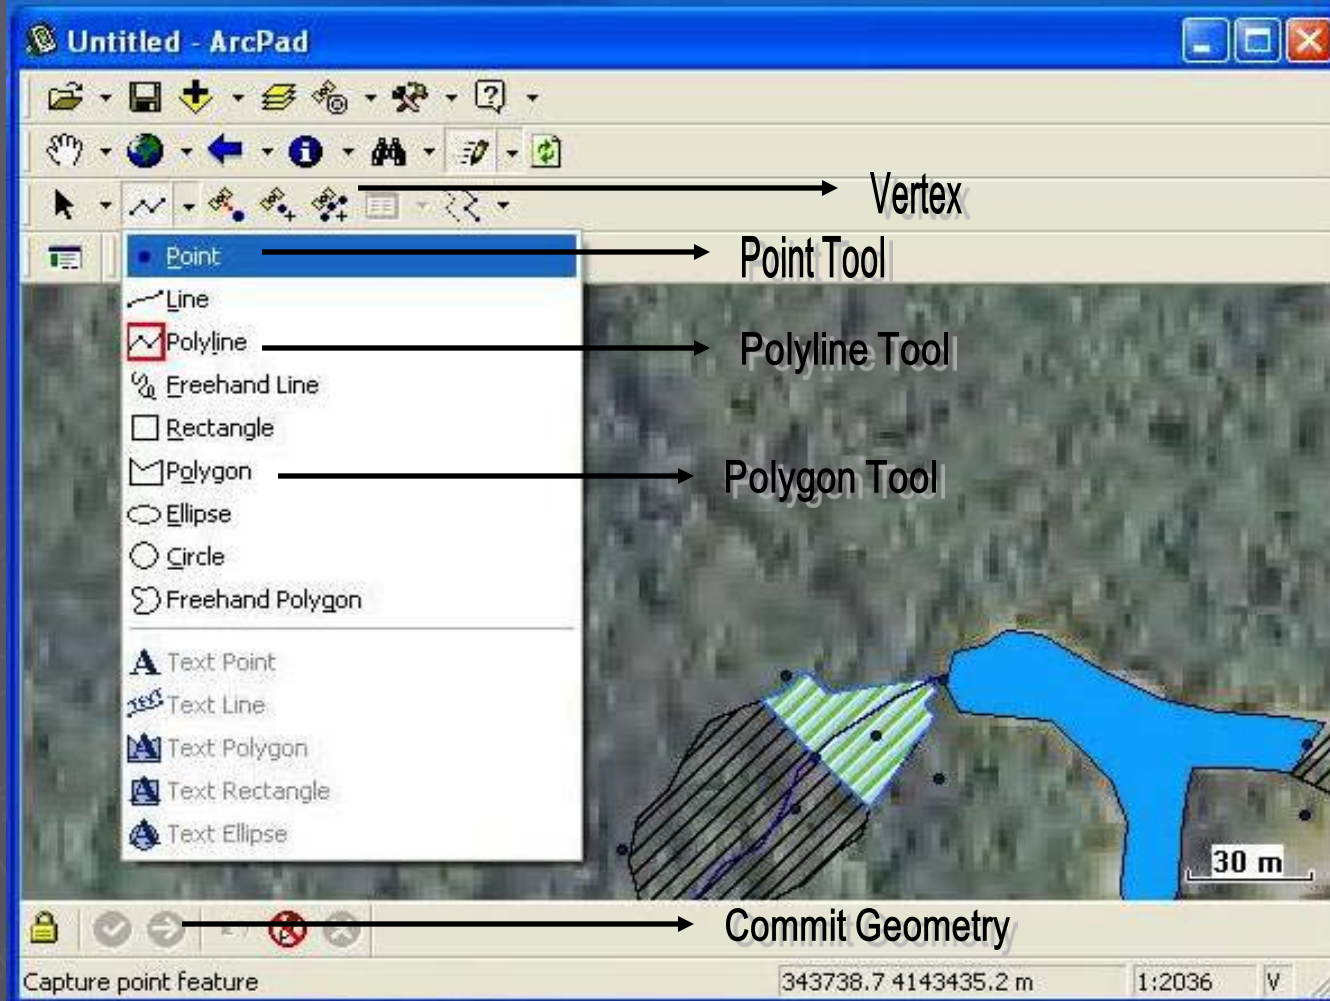 Untitled - ArcPad
Vertex
Point
Point Tool
Line
Polyline
Polyline Tool
Freehand Line
Rectangle
Polygon
Polygon Tool
Ellipse
Circle
Freehand Polygon
A Text Point
TEXT Text Line
A Text Polygon
A Text Rectangle
A Text Ellipse
30 m
Commit Geometry
Capture point feature
343738.7 4143435.2 m
1:2036
V